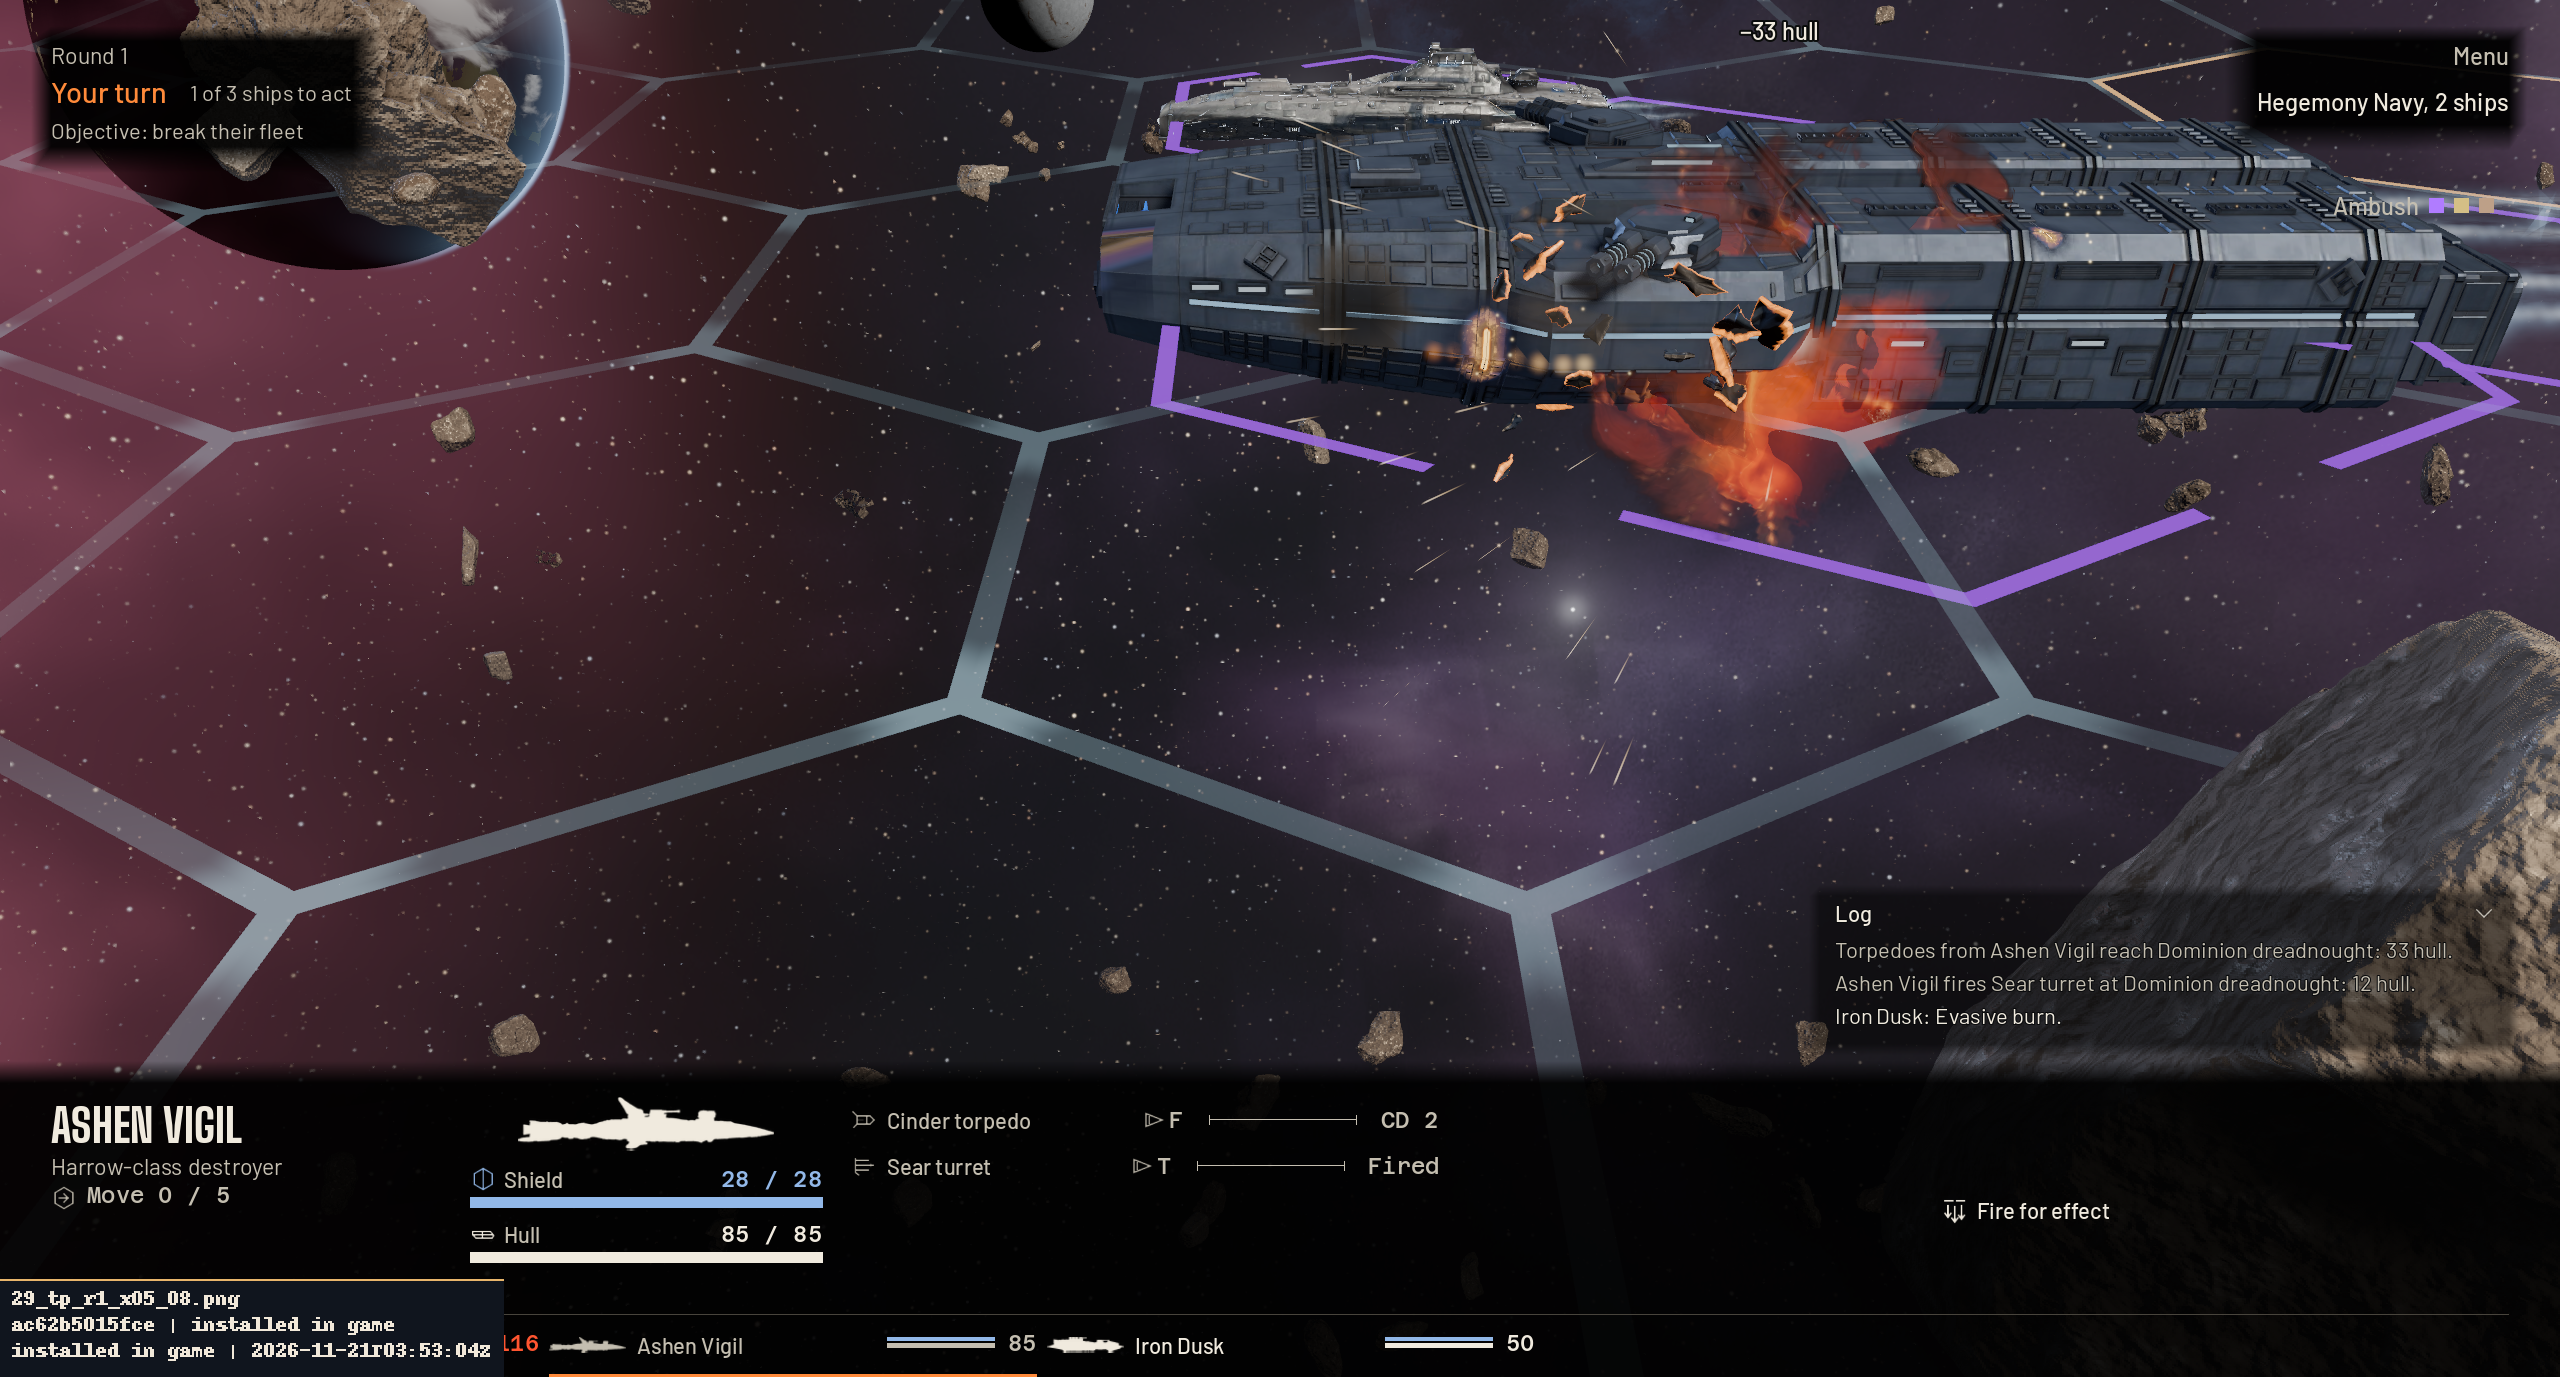 Round 1
Your turn 1 of 3 ships to act
Objective: break their fleet
−33 hull
Menu
Hegemony Navy, 2 ships
Ambush
Log
Torpedoes from Ashen Vigil reach Dominion dreadnought: 33 hull.
Ashen Vigil fires Sear turret at Dominion dreadnought: 12 hull.
Iron Dusk: Evasive burn.
ASHEN VIGIL
Harrow-class destroyer
Move 0 / 5
Shield 28 / 28
Hull 85 / 85
Cinder torpedo F CD 2
Sear turret T Fired
Fire for effect
29_tp_r1_x05_08.png
ac62b5015fce | installed in game
installed in game | 2026-11-21T03:53:04Z
116 Ashen Vigil 85 Iron Dusk 50